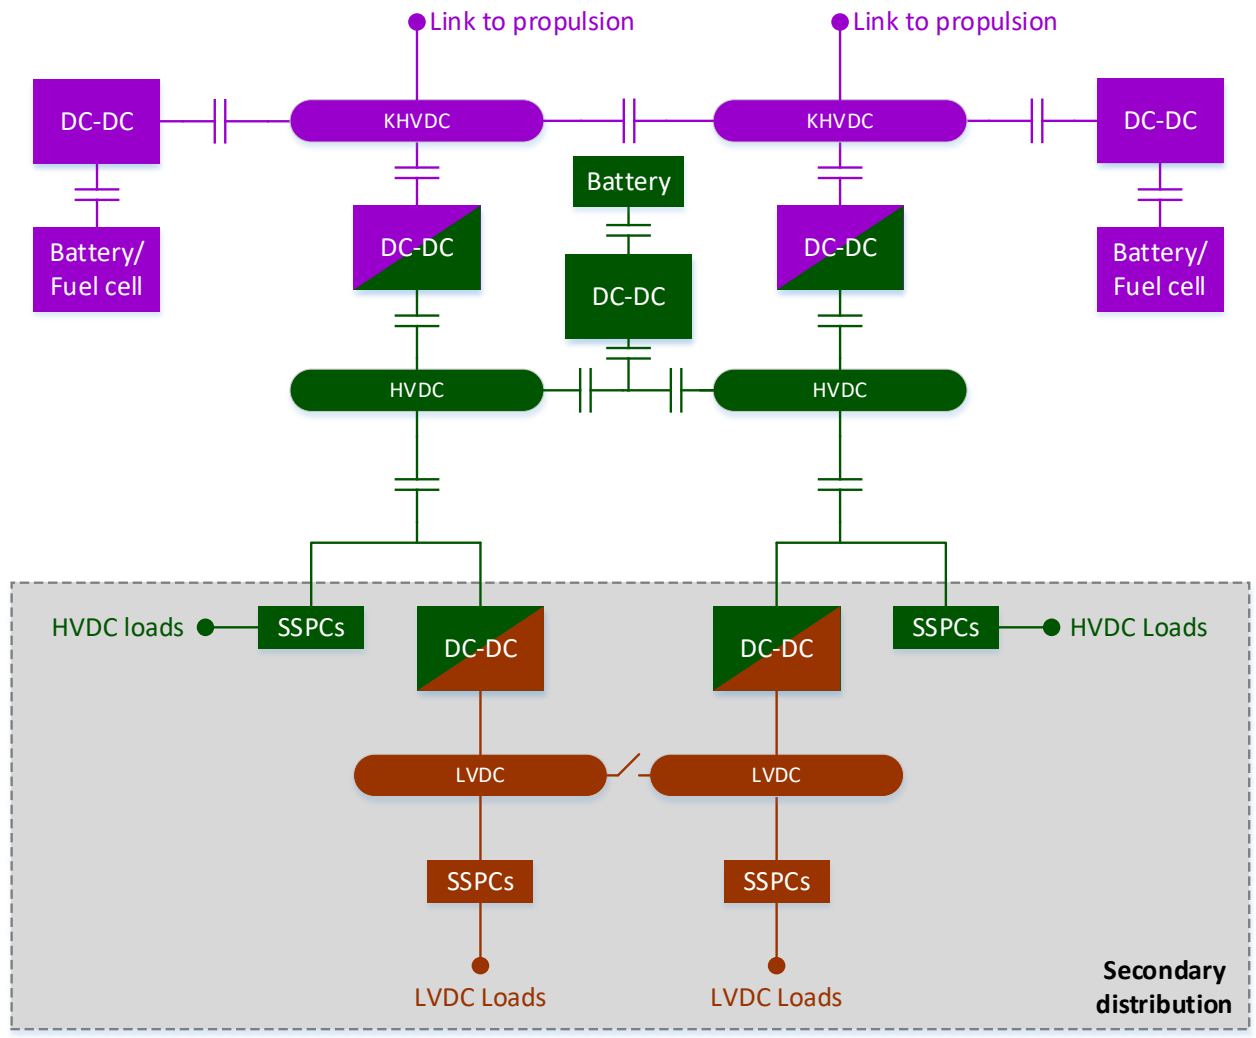 Link to propulsion
Link to propulsion
DC-DC
KHVDC
KHVDC
DC-DC
Battery
Battery/
Fuel cell
DC-DC
DC-DC
Battery/
Fuel cell
DC-DC
HVDC
HVDC
HVDC loads
SSPCs
DC-DC
DC-DC
SSPCs
HVDC Loads
LVDC
LVDC
SSPCs
SSPCs
LVDC Loads
LVDC Loads
Secondary
distribution